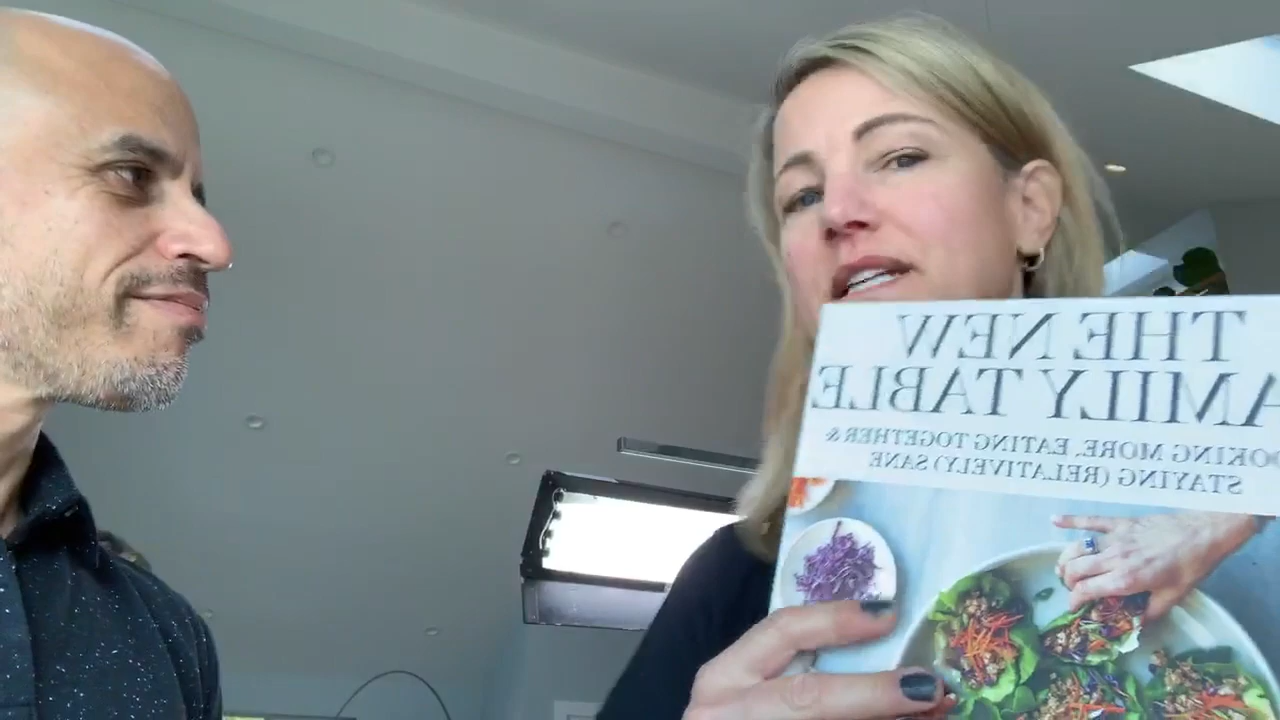 THE NEW
AMILY TABLE
OOKING MORE, EATING TOGETHER &
STAYING (RELATIVELY) SANE